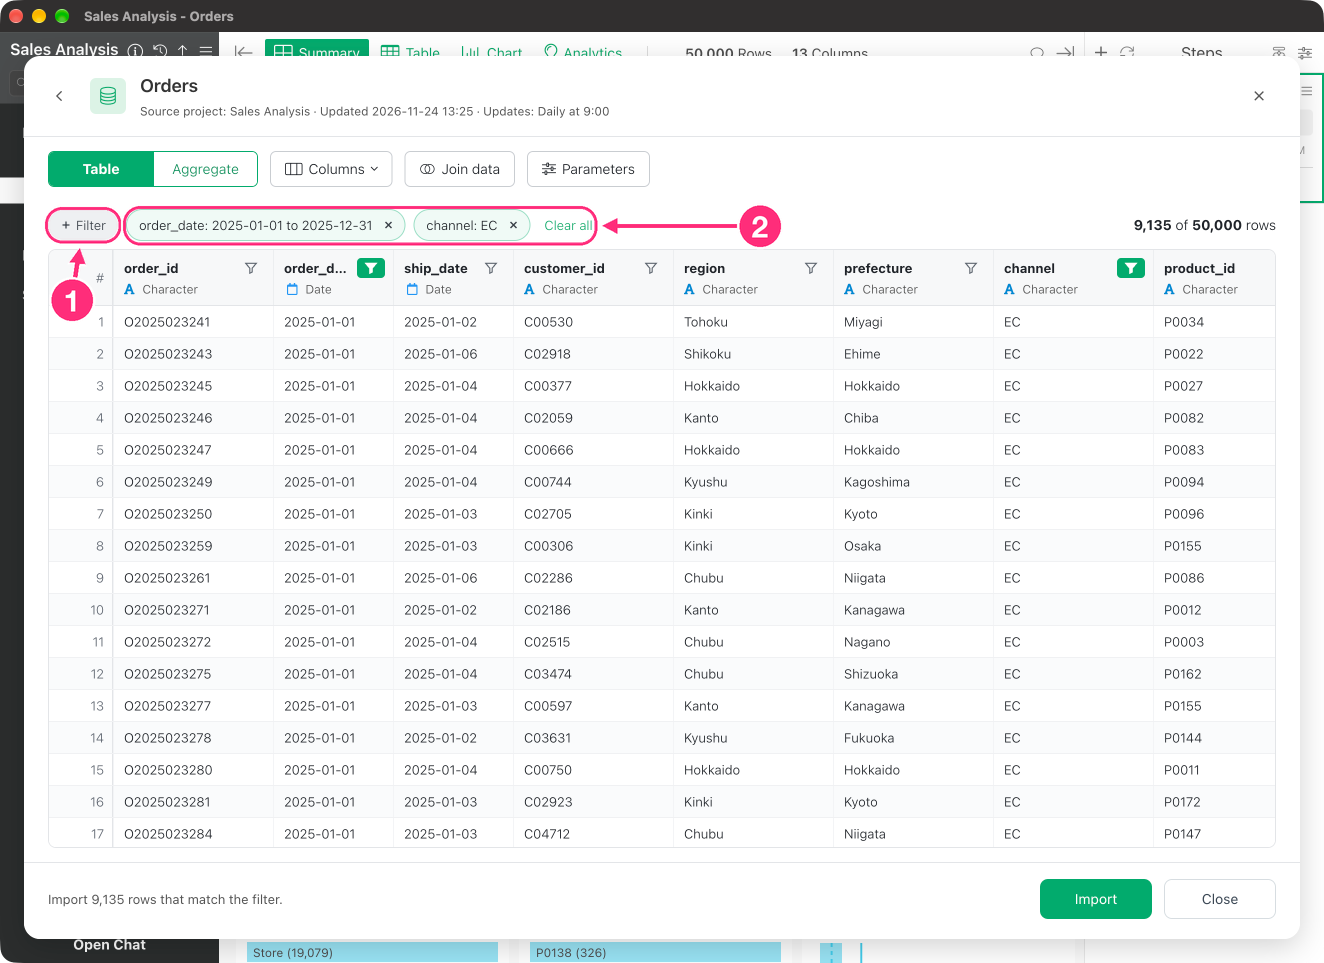 Sales Analysis - Orders
Sales Analysis
Summary Table Chart Analytics 50,000 Rows 13 Columns Steps
Orders
Source project: Sales Analysis · Updated 2026-11-24 13:25 · Updates: Daily at 9:00
Table Aggregate Columns Join data Parameters
+ Filter order_date: 2025-01-01 to 2025-12-31 × channel: EC × Clear all 2 9,135 of 50,000 rows
1
# order_id order_d... ship_date customer_id region prefecture channel product_id
A Character Date Date A Character A Character A Character A Character A Character
1 O2025023241 2025-01-01 2025-01-02 C00530 Tohoku Miyagi EC P0034
2 O2025023243 2025-01-01 2025-01-06 C02918 Shikoku Ehime EC P0022
3 O2025023245 2025-01-01 2025-01-04 C00377 Hokkaido Hokkaido EC P0027
4 O2025023246 2025-01-01 2025-01-04 C02059 Kanto Chiba EC P0082
5 O2025023247 2025-01-01 2025-01-04 C00666 Hokkaido Hokkaido EC P0083
6 O2025023249 2025-01-01 2025-01-04 C00744 Kyushu Kagoshima EC P0094
7 O2025023250 2025-01-01 2025-01-03 C02705 Kinki Kyoto EC P0096
8 O2025023259 2025-01-01 2025-01-03 C00306 Kinki Osaka EC P0155
9 O2025023261 2025-01-01 2025-01-06 C02286 Chubu Niigata EC P0086
10 O2025023271 2025-01-01 2025-01-02 C02186 Kanto Kanagawa EC P0012
11 O2025023272 2025-01-01 2025-01-04 C02515 Chubu Nagano EC P0003
12 O2025023275 2025-01-01 2025-01-04 C03474 Chubu Shizuoka EC P0162
13 O2025023277 2025-01-01 2025-01-03 C00597 Kanto Kanagawa EC P0155
14 O2025023278 2025-01-01 2025-01-02 C03631 Kyushu Fukuoka EC P0144
15 O2025023280 2025-01-01 2025-01-04 C00750 Hokkaido Hokkaido EC P0011
16 O2025023281 2025-01-01 2025-01-03 C02923 Kinki Kyoto EC P0172
17 O2025023284 2025-01-01 2025-01-03 C04712 Chubu Niigata EC P0147
Import 9,135 rows that match the filter. Import Close
Open Chat Store (19,079) P0138 (326)